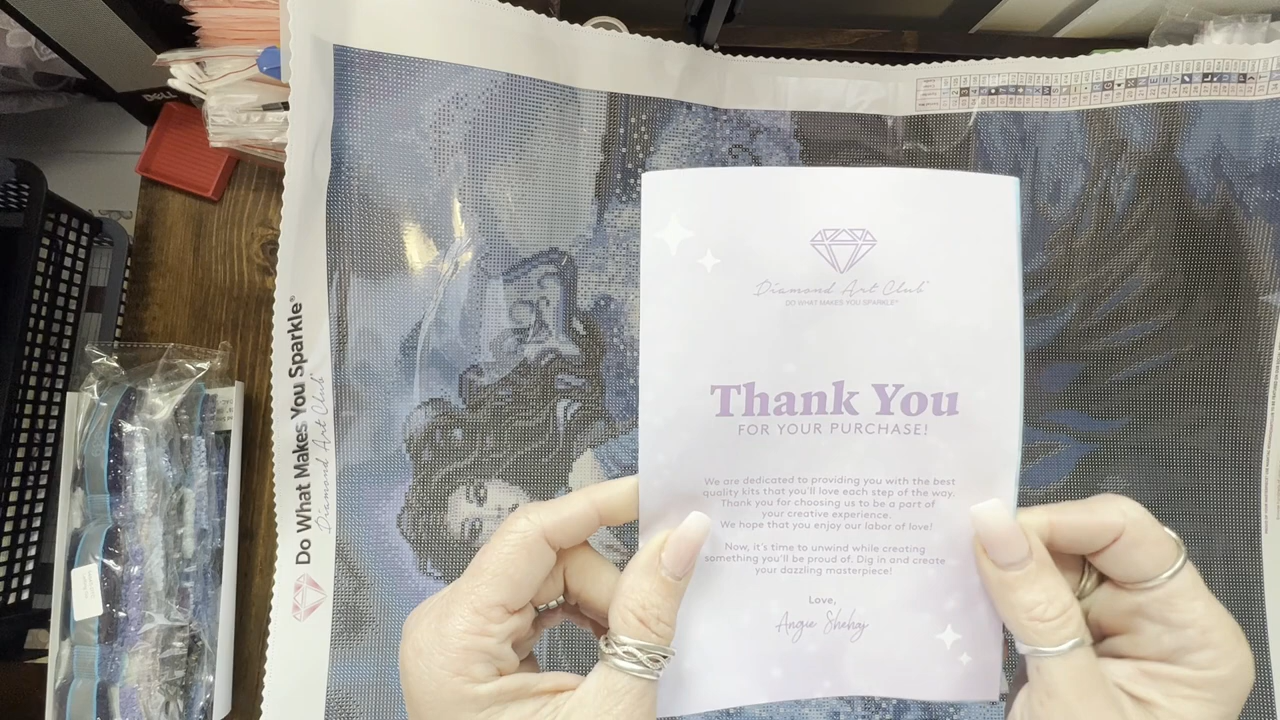 DELL
Do What Makes You Sparkle®
Diamond Art Club
Diamond Art Club
DO WHAT MAKES YOU SPARKLE®
Thank You
FOR YOUR PURCHASE!
We are dedicated to providing you with the best
quality kits that you'll love each step of the way.
Thank you for choosing us to be a part of
your creative experience.
We hope that you enjoy our labor of love!
Now, it's time to unwind while creating
something you'll be proud of. Dig in and create
your dazzling masterpiece!
Love,
Angie Shehaj